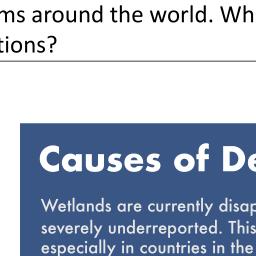 ms around the world. Wh
tions?
Causes of De
Wetlands are currently disap
severely underreported. This
especially in countries in the